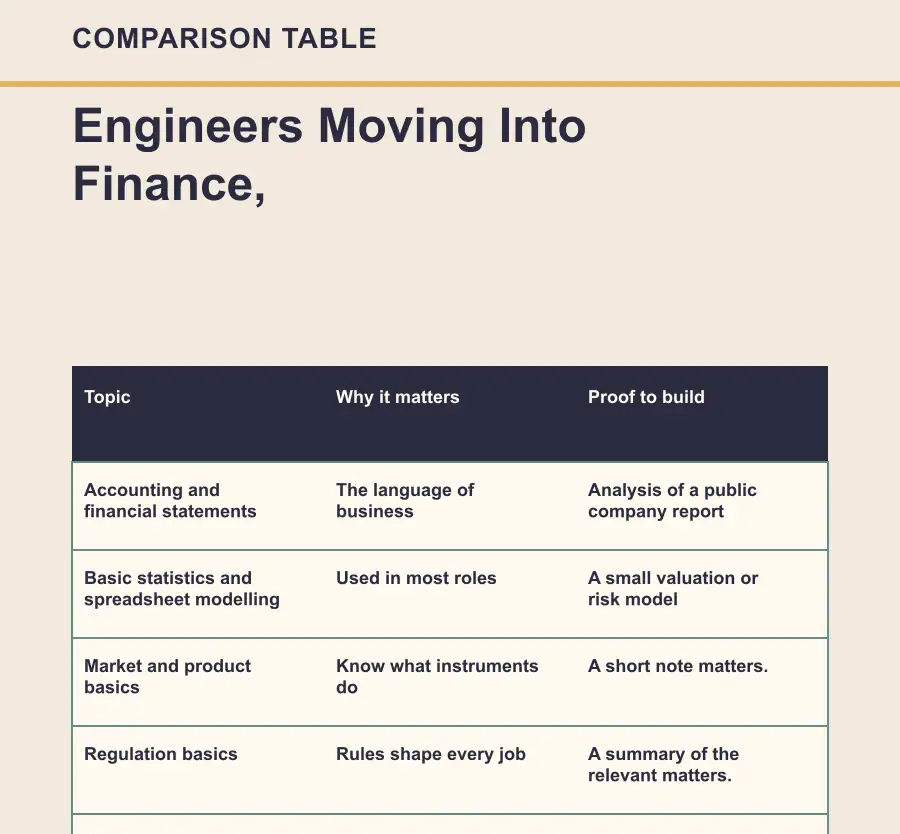 COMPARISON TABLE
Engineers Moving Into
Finance,
Topic
Why it matters
Proof to build
Accounting and
financial statements
The language of
business
Analysis of a public
company report
Basic statistics and
spreadsheet modelling
Used in most roles
A small valuation or
risk model
Market and product
basics
Know what instruments
do
A short note matters.
Regulation basics
Rules shape every job
A summary of the
relevant matters.